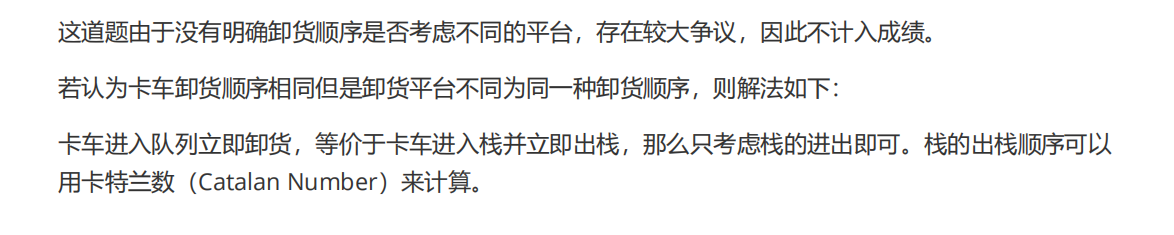 这道题由于没有明确卸货顺序是否考虑不同的平台，存在较大争议，因此不计入成绩。
若认为卡车卸货顺序相同但是卸货平台不同为同一种卸货顺序，则解法如下：
卡车进入队列立即卸货，等价于卡车进入栈并立即出栈，那么只考虑栈的进出即可。栈的出栈顺序可以
用卡特兰数（Catalan Number）来计算。